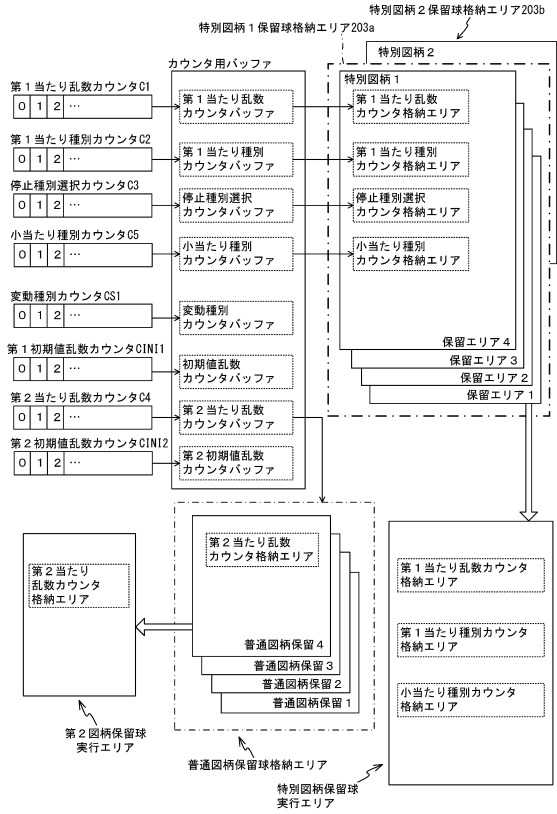 特別図柄２保留球格納エリア203b
特別図柄１保留球格納エリア203a
特別図柄２
カウンタ用バッファ
特別図柄１
第１当たり乱数カウンタC1
0 1 2 …
第１当たり乱数
カウンタバッファ
第１当たり乱数
カウンタ格納エリア
第１当たり種別カウンタC2
0 1 2 …
第１当たり種別
カウンタバッファ
第１当たり種別
カウンタ格納エリア
停止種別選択カウンタC3
0 1 2 …
停止種別選択
カウンタバッファ
停止種別選択
カウンタ格納エリア
小当たり種別カウンタC5
0 1 2 …
小当たり種別
カウンタバッファ
小当たり種別
カウンタ格納エリア
変動種別カウンタCS1
0 1 2 …
変動種別
カウンタバッファ
保留エリア４
保留エリア３
保留エリア２
保留エリア１
第１初期値乱数カウンタCINI1
0 1 2 …
初期値乱数
カウンタバッファ
第２当たり乱数カウンタC4
0 1 2 …
第２当たり乱数
カウンタバッファ
第２初期値乱数カウンタCINI2
0 1 2 …
第２初期値乱数
カウンタバッファ
第２当たり乱数
カウンタ格納エリア
普通図柄保留４
普通図柄保留３
普通図柄保留２
普通図柄保留１
第２当たり
乱数カウンタ
格納エリア
第２図柄保留球
実行エリア
普通図柄保留球格納エリア
第１当たり乱数カウンタ
格納エリア
第１当たり種別カウンタ
格納エリア
小当たり種別カウンタ
格納エリア
特別図柄保留球
実行エリア